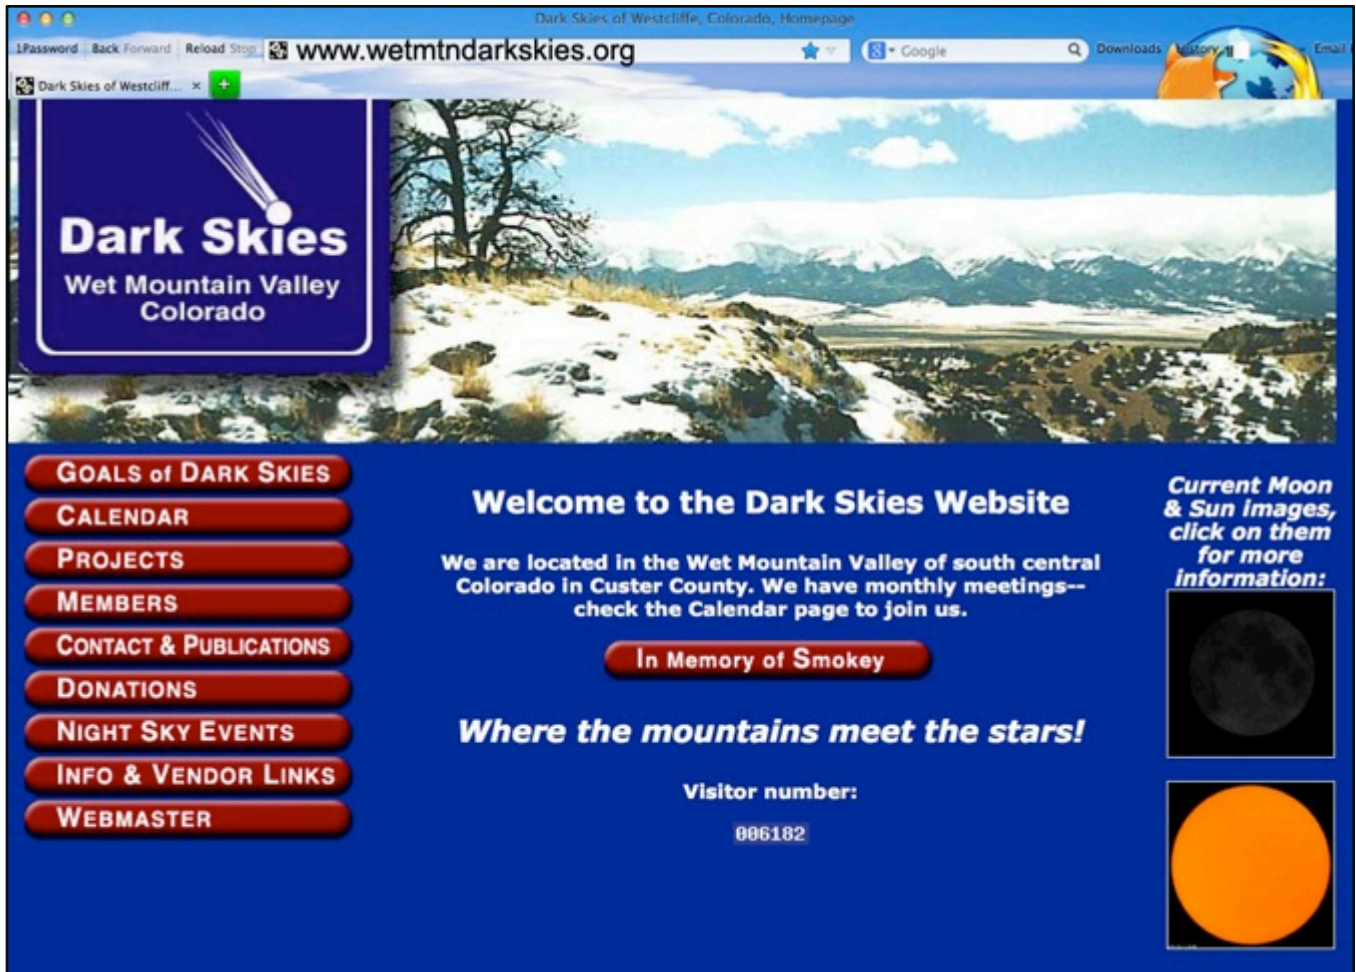 Dark Skies of Westcliffe, Colorado, Homepage
1Password Back Forward Reload Stop www.wetmtndarkskies.org Google Downloads History Email
Dark Skies of Westcliff... ×
Dark Skies
Wet Mountain Valley
Colorado
GOALS of DARK SKIES
CALENDAR
PROJECTS
MEMBERS
CONTACT & PUBLICATIONS
DONATIONS
NIGHT SKY EVENTS
INFO & VENDOR LINKS
WEBMASTER
Welcome to the Dark Skies Website
We are located in the Wet Mountain Valley of south central
Colorado in Custer County. We have monthly meetings--
check the Calendar page to join us.
In Memory of Smokey
Where the mountains meet the stars!
Visitor number:
006182
Current Moon
& Sun images,
click on them
for more
information: